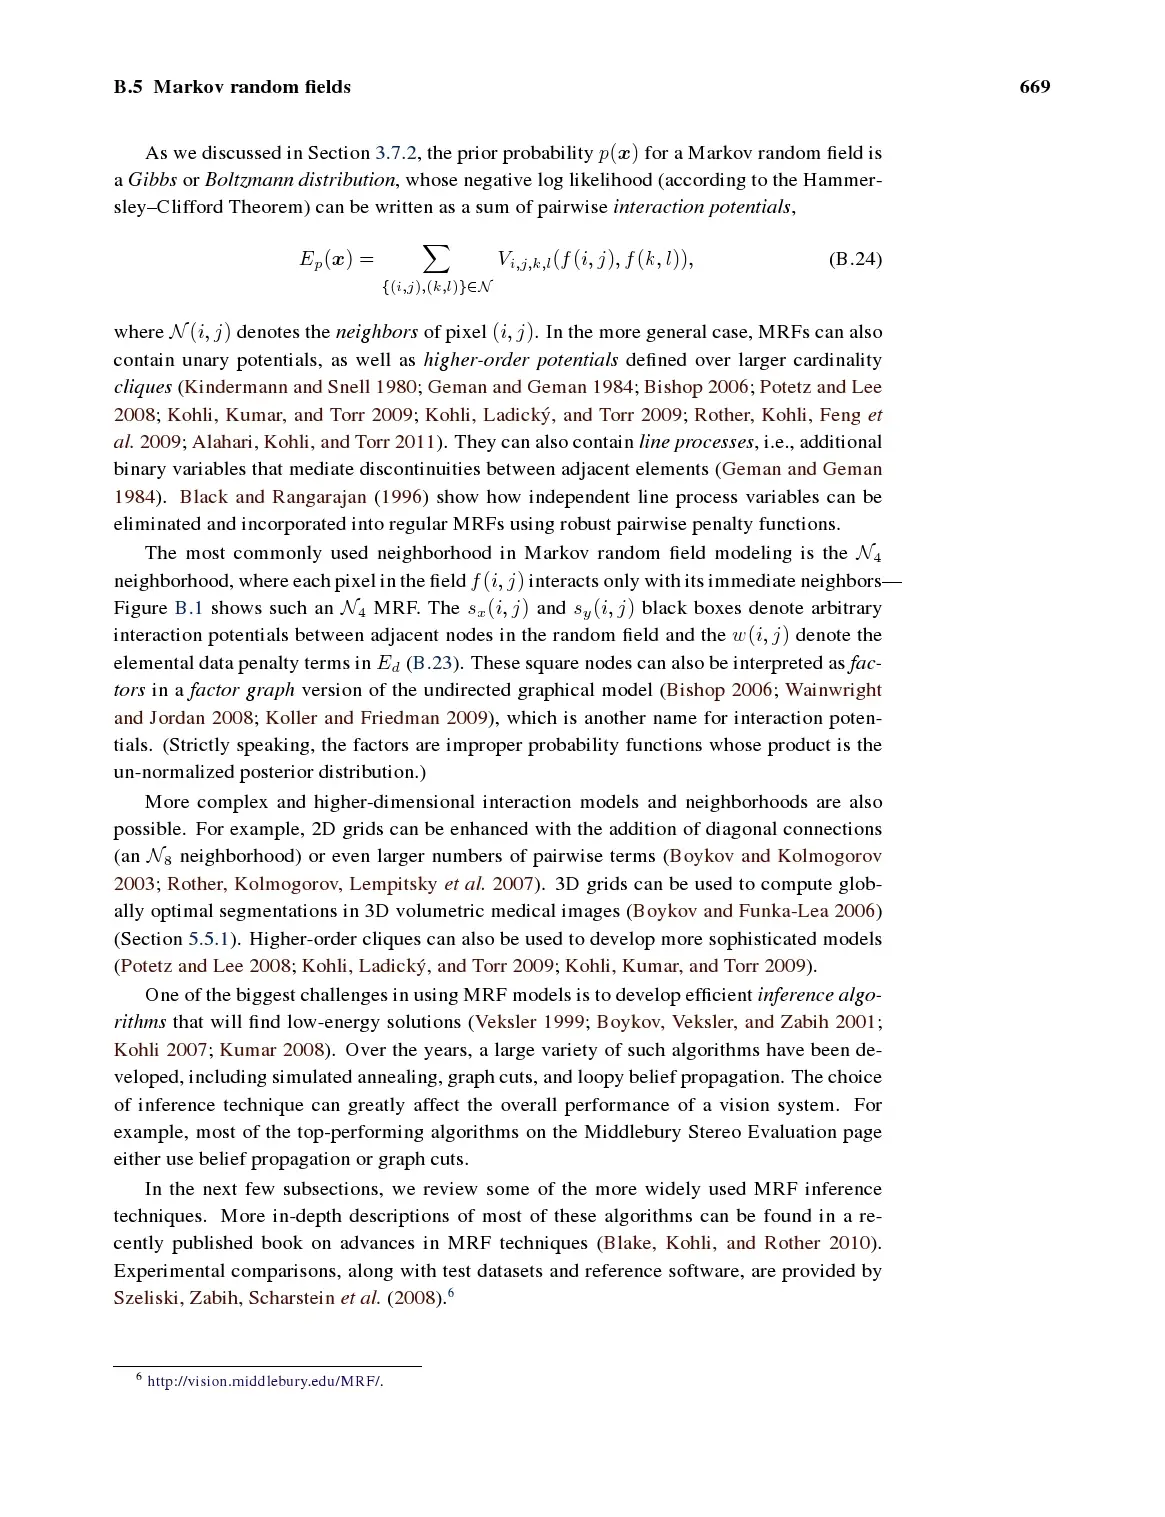 B.5 Markov random fields 669
As we discussed in Section 3.7.2, the prior probability p(x) for a Markov random field is
a Gibbs or Boltzmann distribution, whose negative log likelihood (according to the Hammer-
sley–Clifford Theorem) can be written as a sum of pairwise interaction potentials,
E_p(x) = ∑_{{(i,j),(k,l)}∈N} V_{i,j,k,l}(f(i, j), f(k, l)), (B.24)
where N(i, j) denotes the neighbors of pixel (i, j). In the more general case, MRFs can also
contain unary potentials, as well as higher-order potentials defined over larger cardinality
cliques (Kindermann and Snell 1980; Geman and Geman 1984; Bishop 2006; Potetz and Lee
2008; Kohli, Kumar, and Torr 2009; Kohli, Ladický, and Torr 2009; Rother, Kohli, Feng et
al. 2009; Alahari, Kohli, and Torr 2011). They can also contain line processes, i.e., additional
binary variables that mediate discontinuities between adjacent elements (Geman and Geman
1984). Black and Rangarajan (1996) show how independent line process variables can be
eliminated and incorporated into regular MRFs using robust pairwise penalty functions.
The most commonly used neighborhood in Markov random field modeling is the N₄
neighborhood, where each pixel in the field f(i, j) interacts only with its immediate neighbors—
Figure B.1 shows such an N₄ MRF. The s_x(i, j) and s_y(i, j) black boxes denote arbitrary
interaction potentials between adjacent nodes in the random field and the w(i, j) denote the
elemental data penalty terms in E_d (B.23). These square nodes can also be interpreted as fac-
tors in a factor graph version of the undirected graphical model (Bishop 2006; Wainwright
and Jordan 2008; Koller and Friedman 2009), which is another name for interaction poten-
tials. (Strictly speaking, the factors are improper probability functions whose product is the
un-normalized posterior distribution.)
More complex and higher-dimensional interaction models and neighborhoods are also
possible. For example, 2D grids can be enhanced with the addition of diagonal connections
(an N₈ neighborhood) or even larger numbers of pairwise terms (Boykov and Kolmogorov
2003; Rother, Kolmogorov, Lempitsky et al. 2007). 3D grids can be used to compute glob-
ally optimal segmentations in 3D volumetric medical images (Boykov and Funka-Lea 2006)
(Section 5.5.1). Higher-order cliques can also be used to develop more sophisticated models
(Potetz and Lee 2008; Kohli, Ladický, and Torr 2009; Kohli, Kumar, and Torr 2009).
One of the biggest challenges in using MRF models is to develop efficient inference algo-
rithms that will find low-energy solutions (Veksler 1999; Boykov, Veksler, and Zabih 2001;
Kohli 2007; Kumar 2008). Over the years, a large variety of such algorithms have been de-
veloped, including simulated annealing, graph cuts, and loopy belief propagation. The choice
of inference technique can greatly affect the overall performance of a vision system. For
example, most of the top-performing algorithms on the Middlebury Stereo Evaluation page
either use belief propagation or graph cuts.
In the next few subsections, we review some of the more widely used MRF inference
techniques. More in-depth descriptions of most of these algorithms can be found in a re-
cently published book on advances in MRF techniques (Blake, Kohli, and Rother 2010).
Experimental comparisons, along with test datasets and reference software, are provided by
Szeliski, Zabih, Scharstein et al. (2008).⁶
⁶ http://vision.middlebury.edu/MRF/.